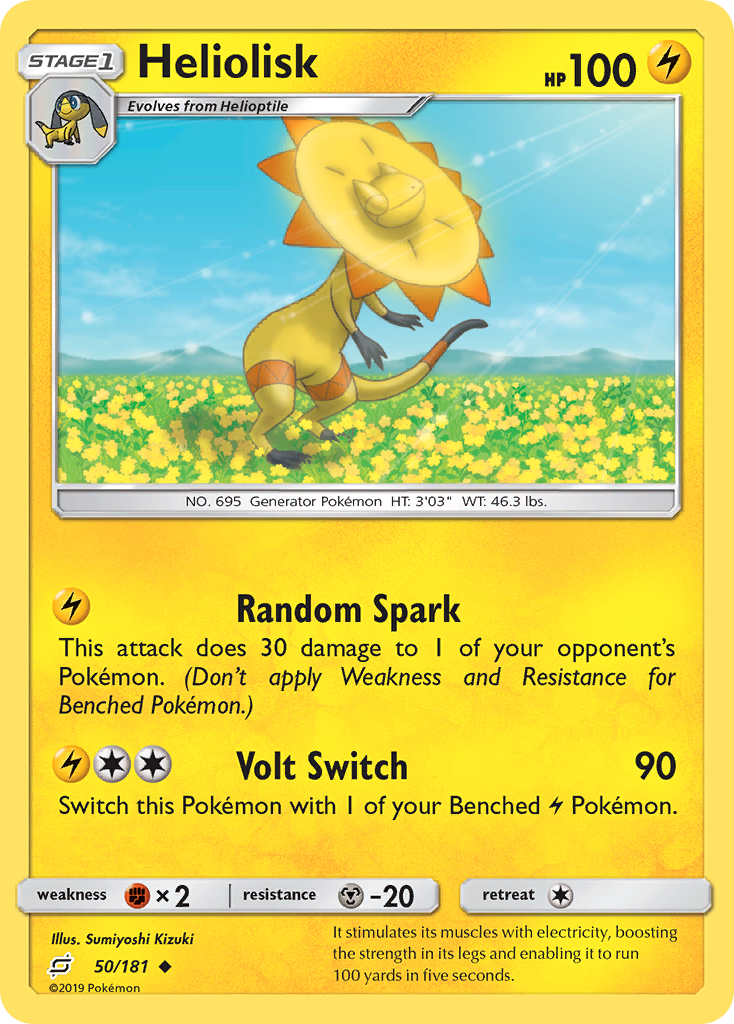 STAGE1
Heliolisk
HP100
Evolves from Helioptile
NO. 695 Generator Pokémon HT: 3'03" WT: 46.3 lbs.
Random Spark
This attack does 30 damage to 1 of your opponent's
Pokémon. (Don't apply Weakness and Resistance for
Benched Pokémon.)
Volt Switch 90
Switch this Pokémon with 1 of your Benched Pokémon.
weakness ×2 resistance -20 retreat
Illus. Sumiyoshi Kizuki
50/181
©2019 Pokémon
It stimulates its muscles with electricity, boosting
the strength in its legs and enabling it to run
100 yards in five seconds.